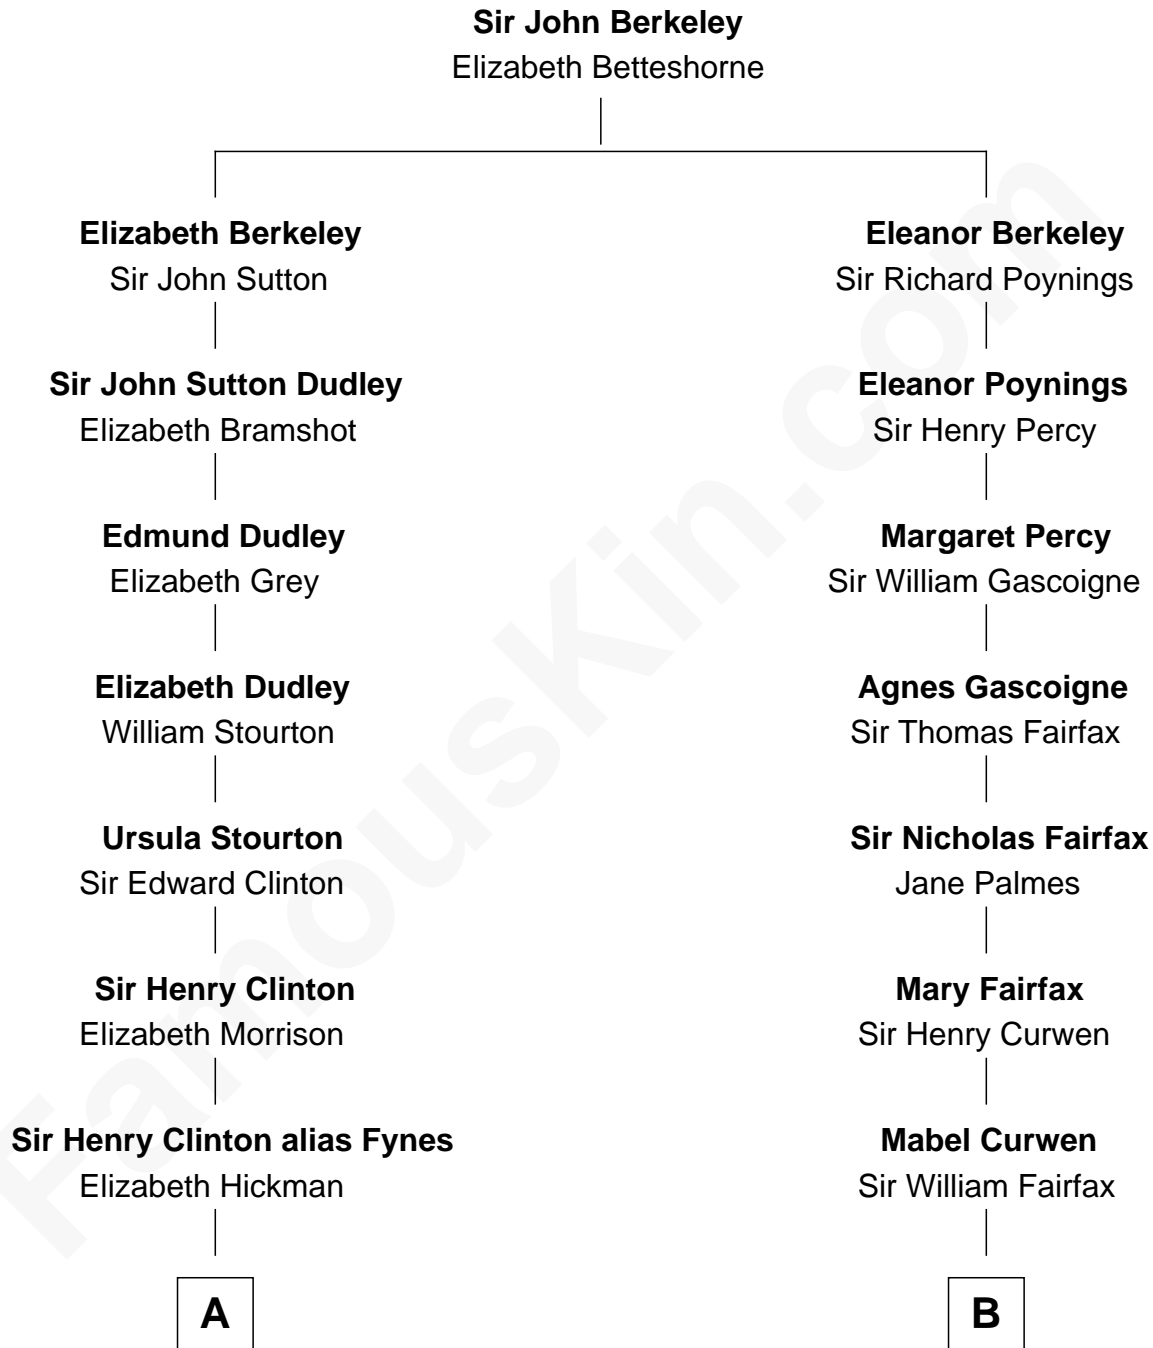 Sir John Berkeley
Elizabeth Betteshorne
Elizabeth Berkeley
Sir John Sutton
Eleanor Berkeley
Sir Richard Poynings
Sir John Sutton Dudley
Elizabeth Bramshot
Eleanor Poynings
Sir Henry Percy
Edmund Dudley
Elizabeth Grey
Margaret Percy
Sir William Gascoigne
Elizabeth Dudley
William Stourton
Agnes Gascoigne
Sir Thomas Fairfax
Ursula Stourton
Sir Edward Clinton
Sir Nicholas Fairfax
Jane Palmes
Sir Henry Clinton
Elizabeth Morrison
Mary Fairfax
Sir Henry Curwen
Sir Henry Clinton alias Fynes
Elizabeth Hickman
Mabel Curwen
Sir William Fairfax
A
B
FamousKin.com